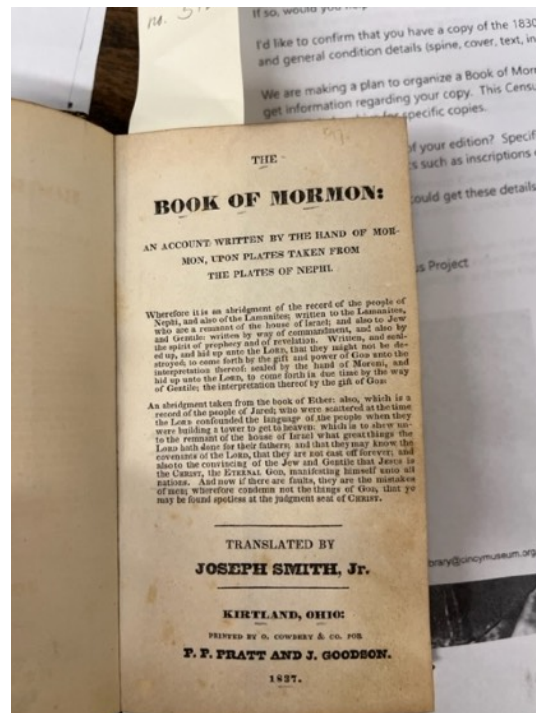 no.
If so, would you
I'd like to confirm that you have a copy of the 1830
and general condition details (spine, cover, text, in
We are making a plan to organize a Book of Mor
get information regarding your copy. This Census
specific copies.
of your edition? Specifi
s such as inscriptions
ould get these details
us Project
brary@cincymuseum.org
THE
BOOK OF MORMON:
AN ACCOUNT WRITTEN BY THE HAND OF MOR-
MON, UPON PLATES TAKEN FROM
THE PLATES OF NEPHI.
Wherefore it is an abridgment of the record of the people of
Nephi, and also of the Lamanites; written to the Lamanites,
who are a remnant of the house of Israel; and also to Jew
and Gentile: written by way of commandment, and also by
the spirit of prophecy and of revelation. Written, and seal-
ed up, and hid up unto the LORD, that they might not be de-
stroyed; to come forth by the gift and power of GOD unto the
interpretation thereof; sealed by the hand of Moroni, and
hid up unto the LORD, to come forth in due time by the way
of Gentile; the interpretation thereof by the gift of GOD:
An abridgment taken from the book of Ether: also, which is a
record of the people of Jared; who were scattered at the time
the LORD confounded the language of the people when they
were building a tower to get to heaven: which is to shew un-
to the remnant of the house of Israel what great things the
LORD hath done for their fathers; and that they may know the
covenants of the LORD, that they are not cast off forever; and
also to the convincing of the Jew and Gentile that JESUS is
the CHRIST, the ETERNAL GOD, manifesting himself unto all
nations. And now if there are faults, they are the mistakes
of men; wherefore condemn not the things of GOD, that ye
may be found spotless at the judgment seat of CHRIST.
TRANSLATED BY
JOSEPH SMITH, Jr.
KIRTLAND, OHIO:
PRINTED BY O. COWDERY & CO. FOR
P. P. PRATT AND J. GOODSON.
1837.